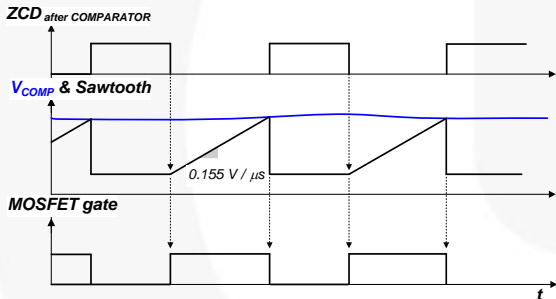 ZCD after COMPARATOR
VCOMP & Sawtooth
0.155 V / μs
MOSFET gate
t